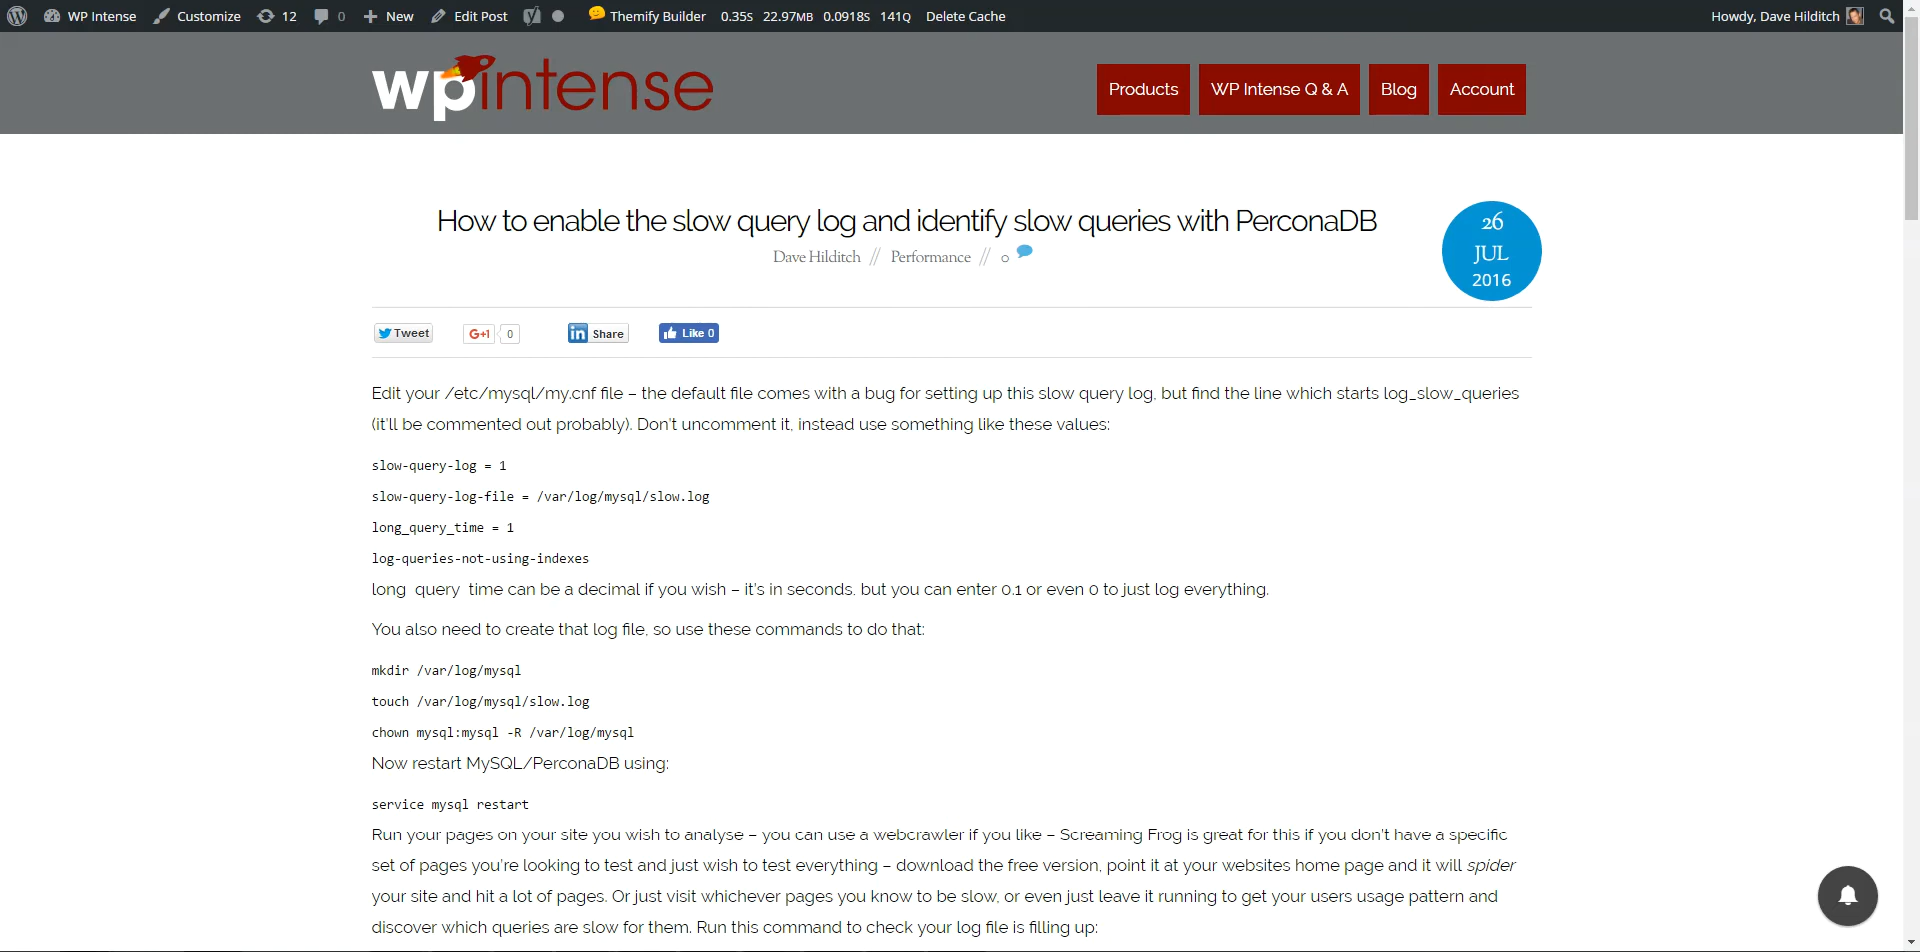 WP Intense Customize 12 0 New Edit Post Themify Builder 0.35S 22.97MB 0.0918S 141Q Delete Cache Howdy, Dave Hilditch
wpintense
Products WP Intense Q & A Blog Account
How to enable the slow query log and identify slow queries with PerconaDB
Dave Hilditch // Performance // 0
26
JUL
2016
Tweet G+1 0 in Share Like 0
Edit your /etc/mysql/my.cnf file – the default file comes with a bug for setting up this slow query log, but find the line which starts log_slow_queries
(it'll be commented out probably). Don't uncomment it, instead use something like these values:
slow-query-log = 1
slow-query-log-file = /var/log/mysql/slow.log
long_query_time = 1
log-queries-not-using-indexes
long query time can be a decimal if you wish – it's in seconds. but you can enter 0.1 or even 0 to just log everything.
You also need to create that log file, so use these commands to do that:
mkdir /var/log/mysql
touch /var/log/mysql/slow.log
chown mysql:mysql -R /var/log/mysql
Now restart MySQL/PerconaDB using:
service mysql restart
Run your pages on your site you wish to analyse – you can use a webcrawler if you like – Screaming Frog is great for this if you don't have a specific
set of pages you're looking to test and just wish to test everything – download the free version, point it at your websites home page and it will spider
your site and hit a lot of pages. Or just visit whichever pages you know to be slow, or even just leave it running to get your users usage pattern and
discover which queries are slow for them. Run this command to check your log file is filling up: